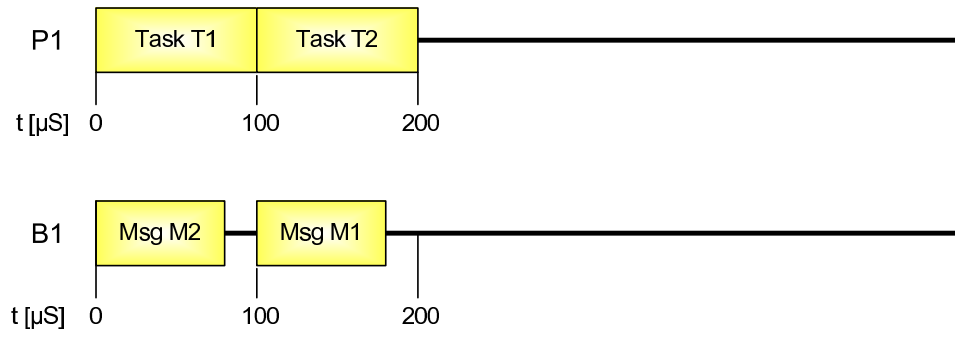 P1 Task T1 Task T2
t [µS] 0 100 200
B1 Msg M2 Msg M1
t [µS] 0 100 200